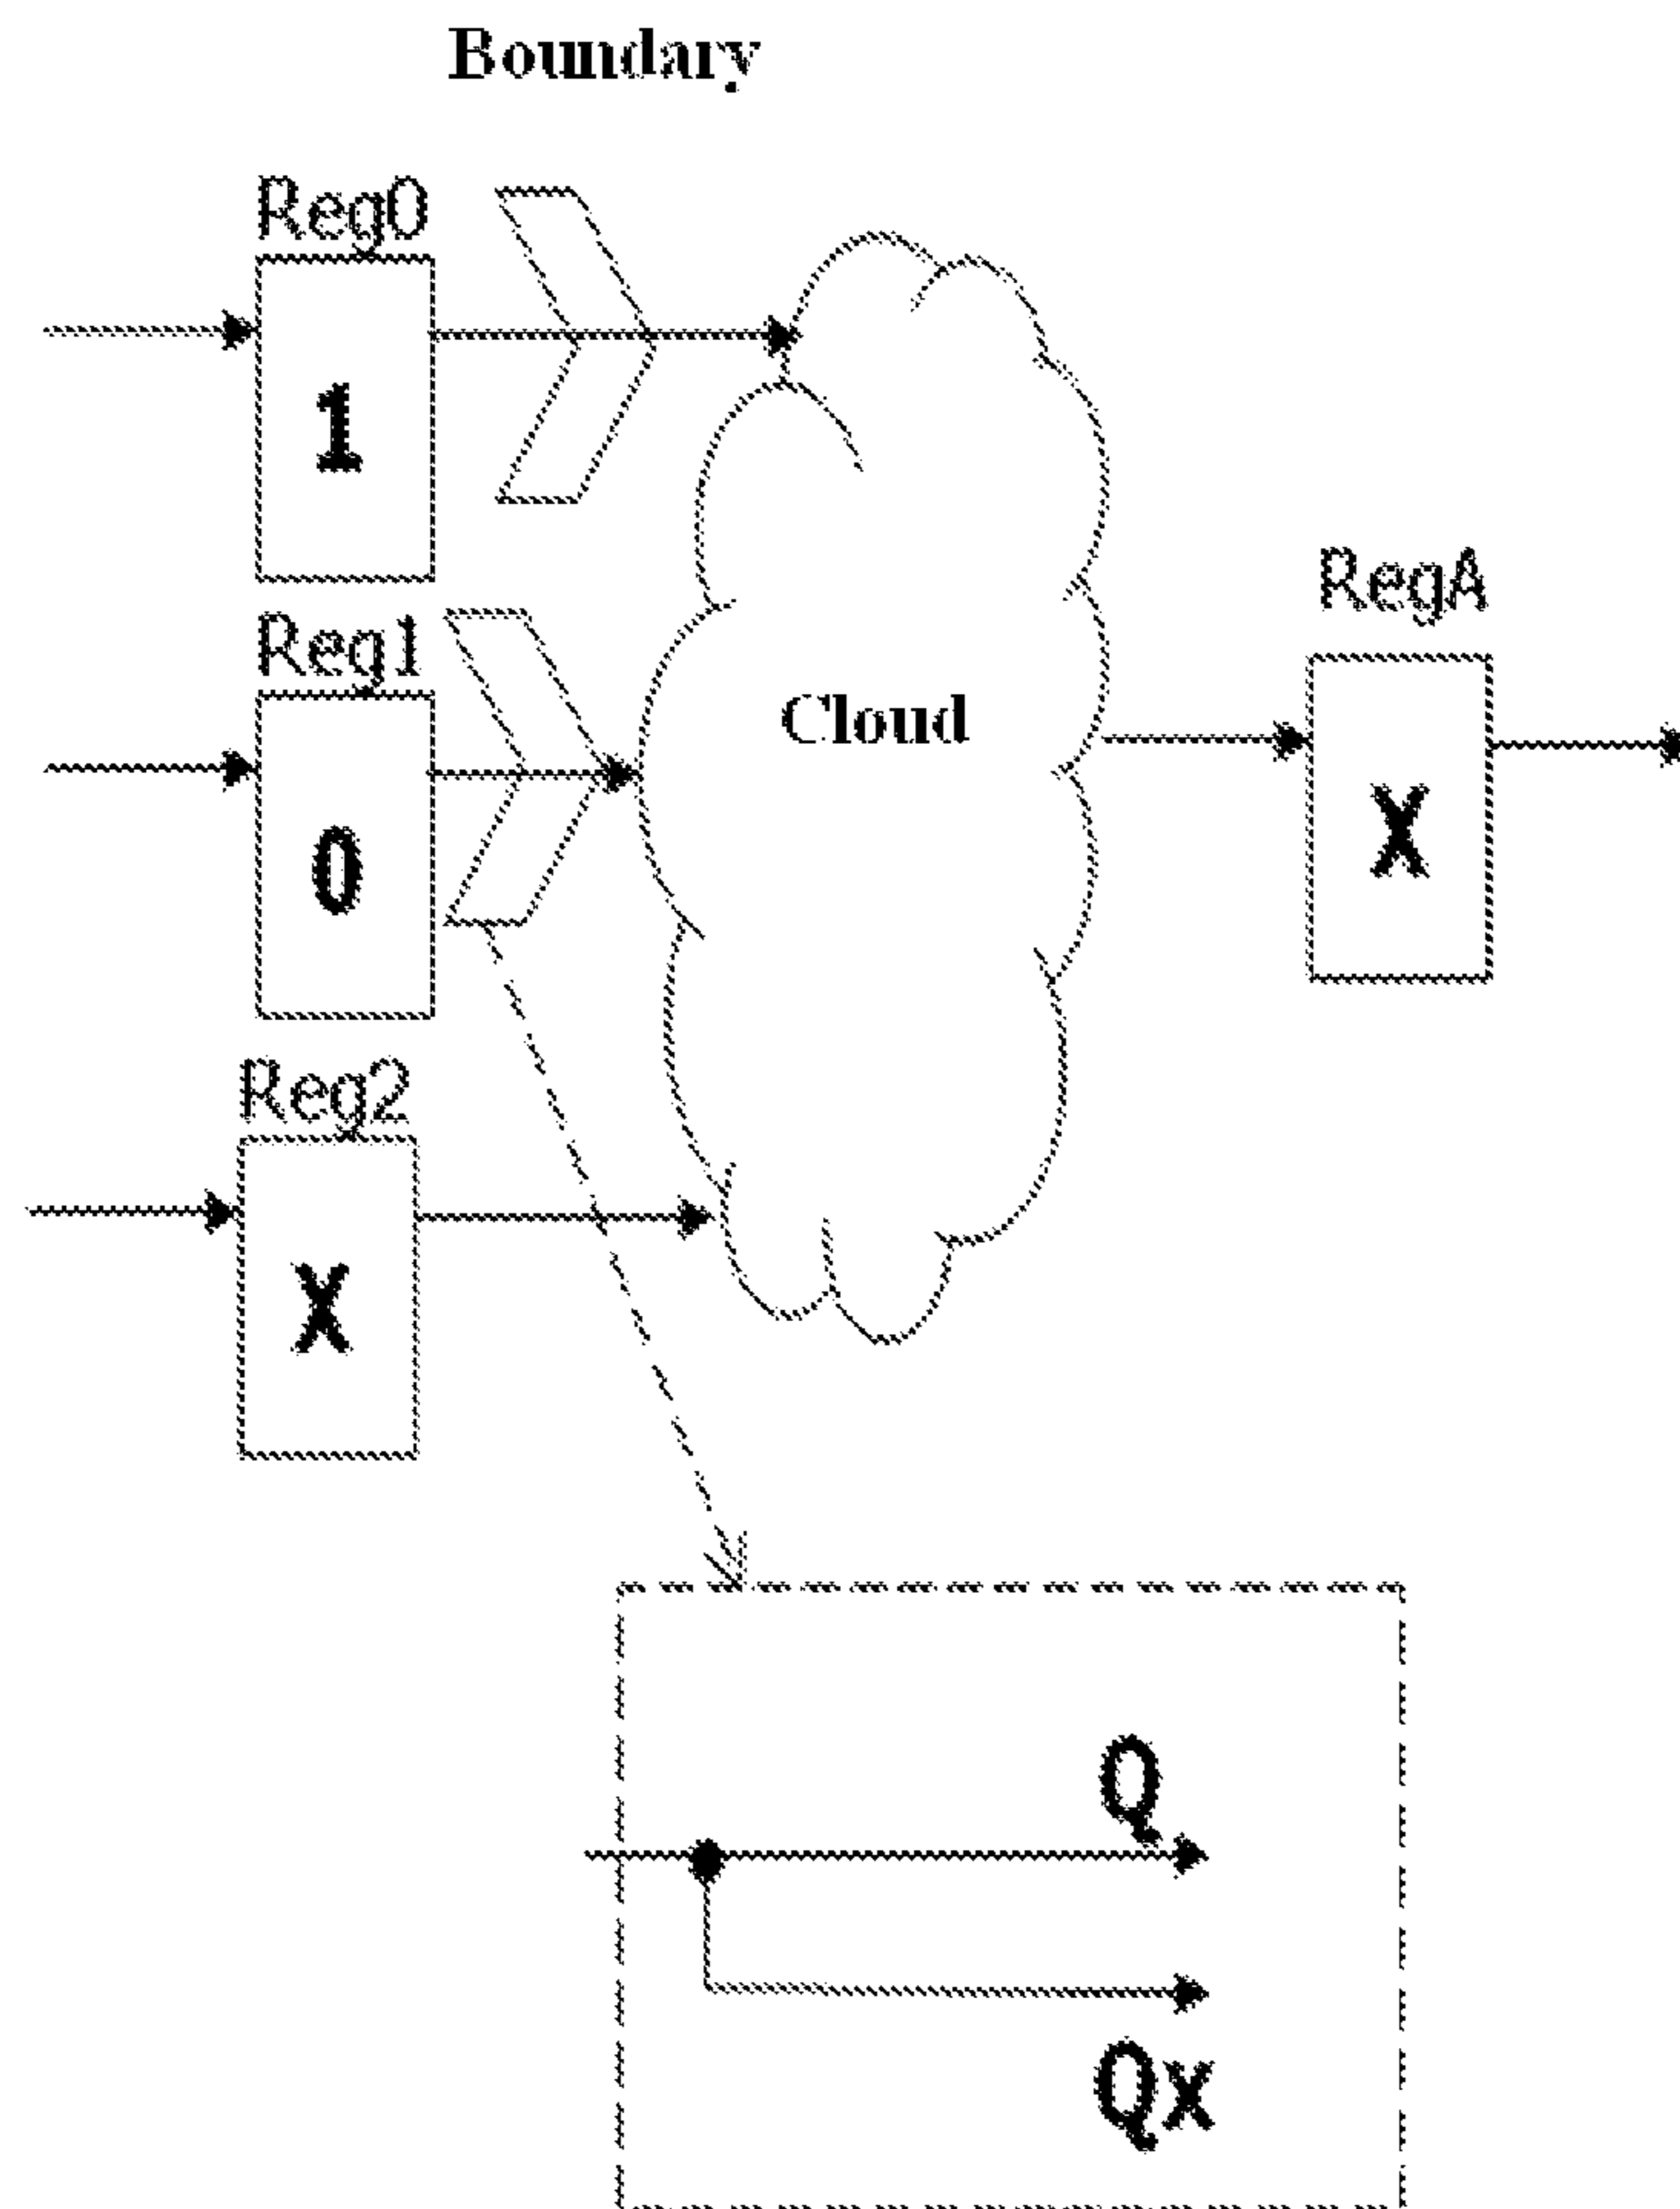 Boundary
Reg0
1
Reg1
0
Cloud
RegA
X
Reg2
X
Q
Qx